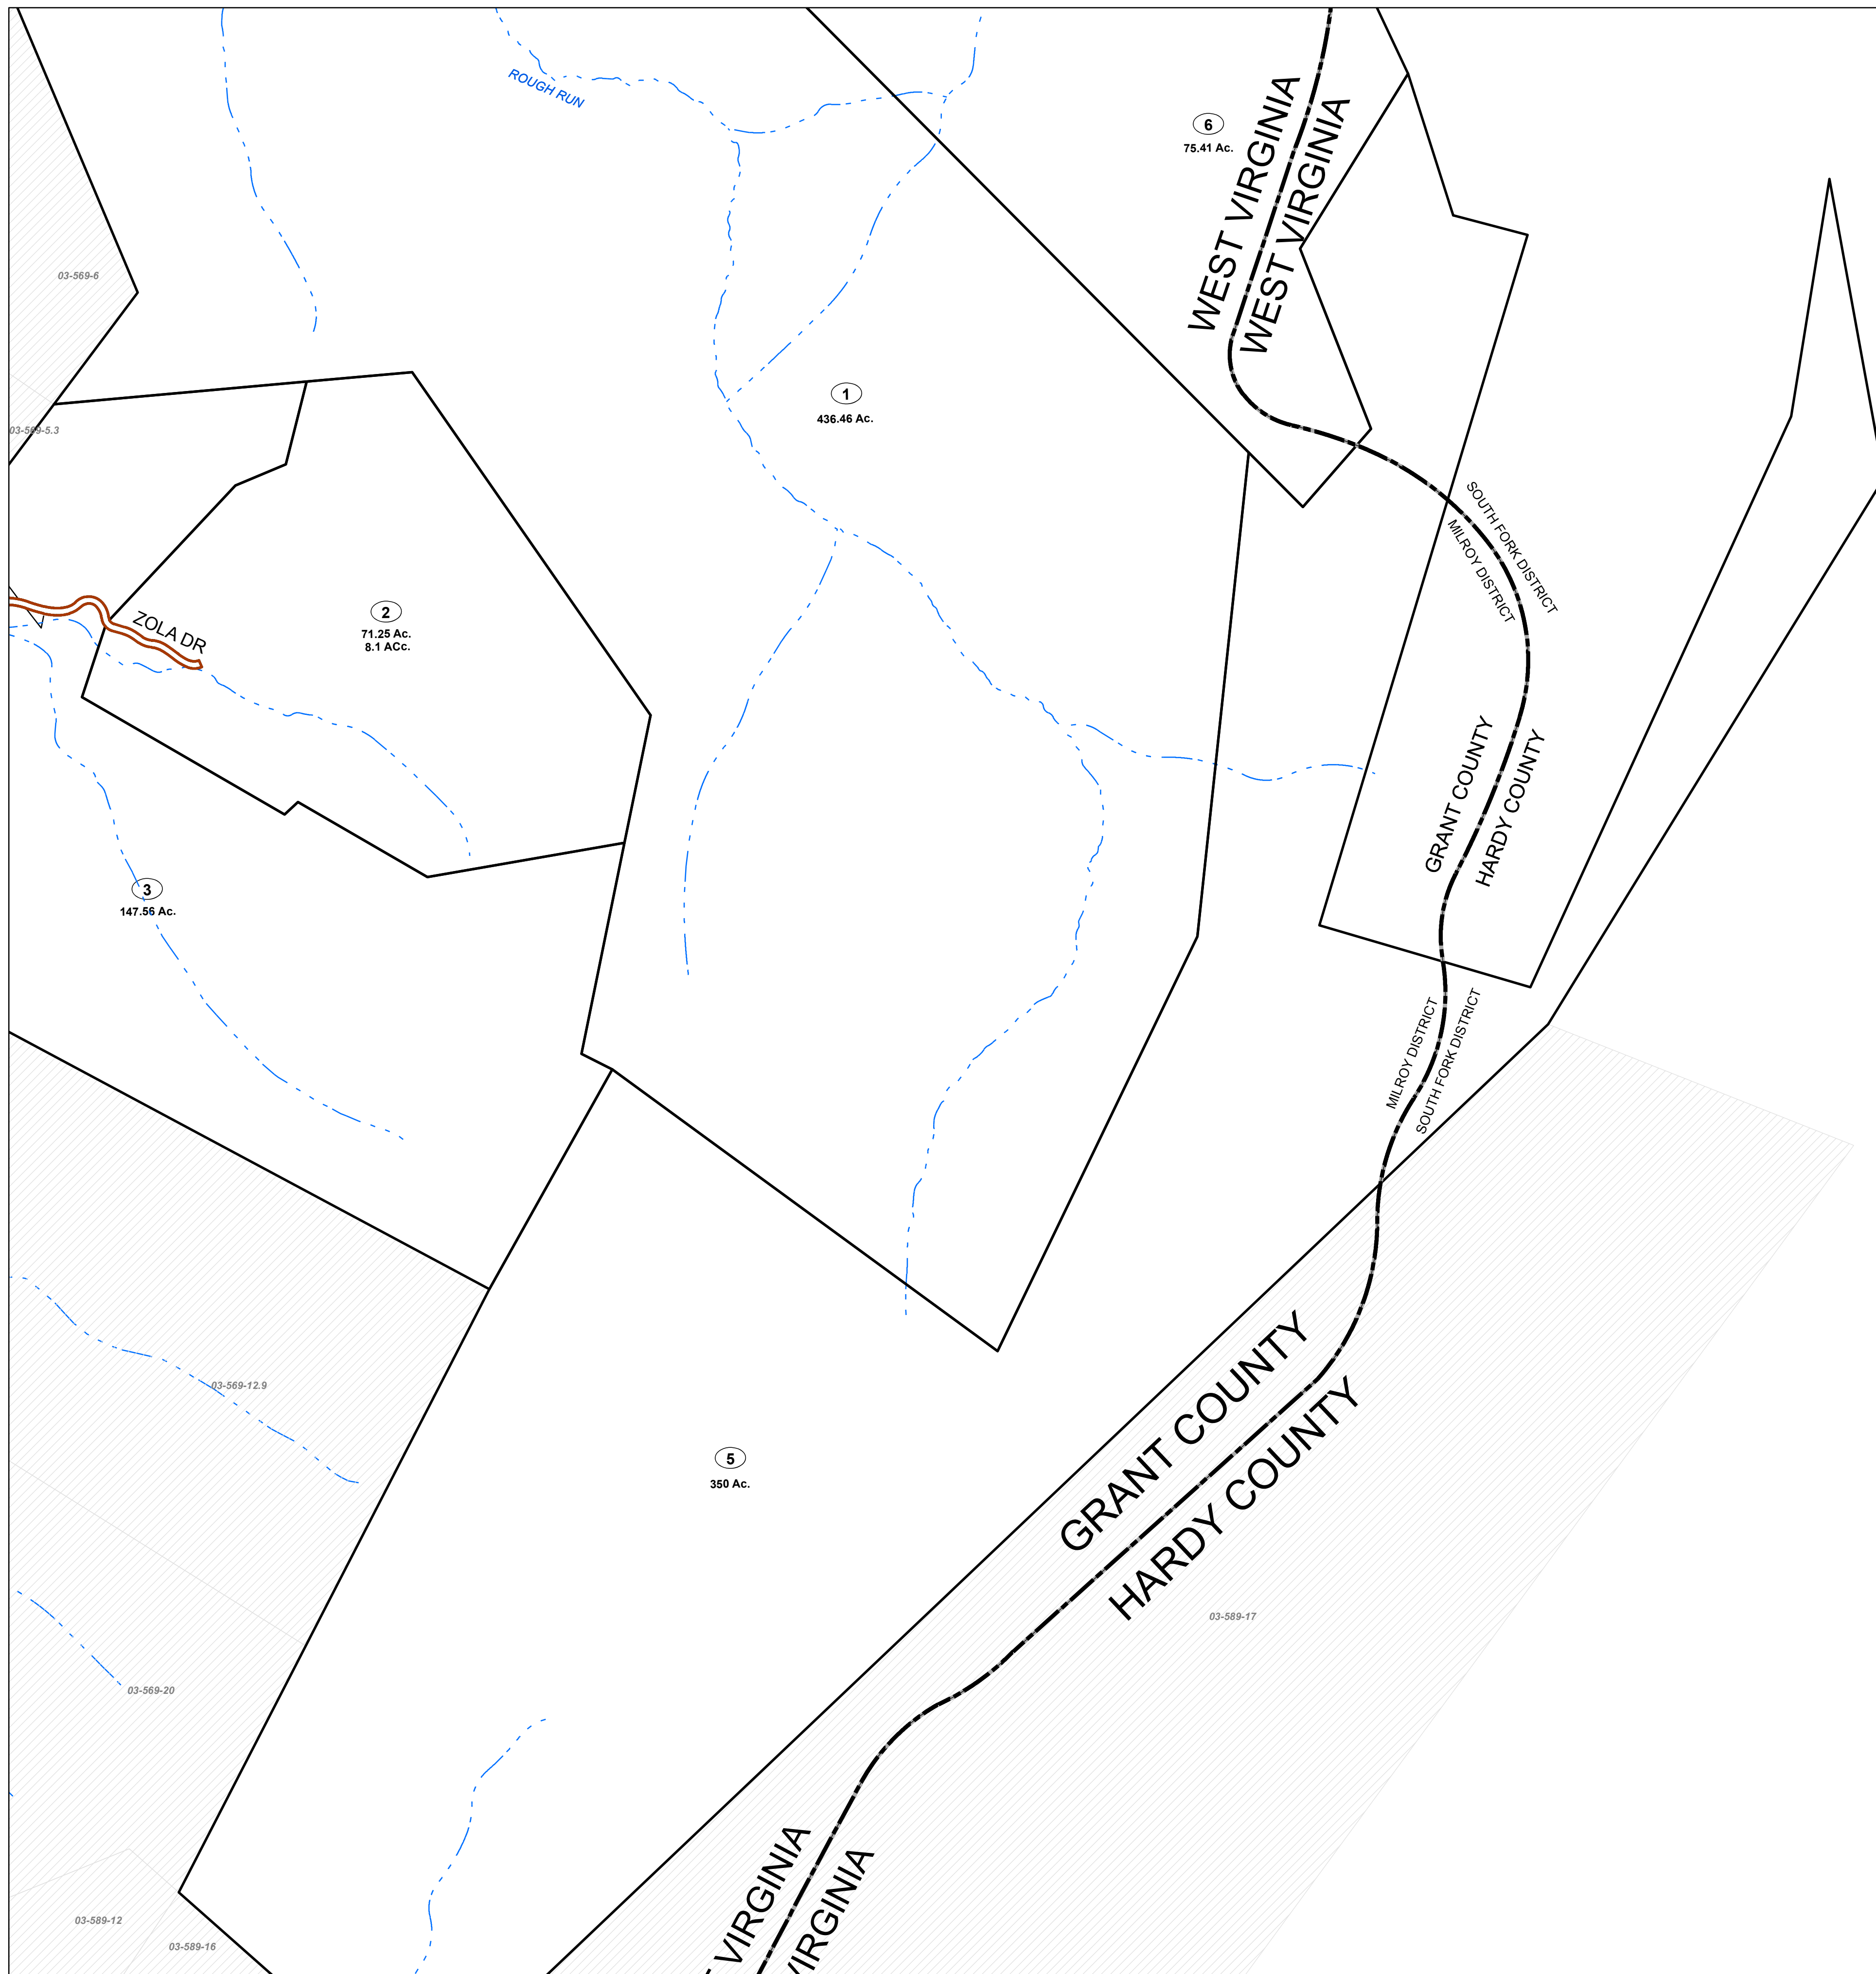 ROUGH RUN
6
75.41 Ac.
WEST VIRGINIA
WEST VIRGINIA
03-569-6
1
436.46 Ac.
03-569-5.3
SOUTH FORK DISTRICT
MILROY DISTRICT
ZOLA DR
2
71.25 Ac.
8.1 ACc.
GRANT COUNTY
HARDY COUNTY
3
147.56 Ac.
MILROY DISTRICT
SOUTH FORK DISTRICT
03-569-12.9
GRANT COUNTY
HARDY COUNTY
5
350 Ac.
03-589-17
03-569-20
VIRGINIA
VIRGINIA
03-589-12
03-589-16